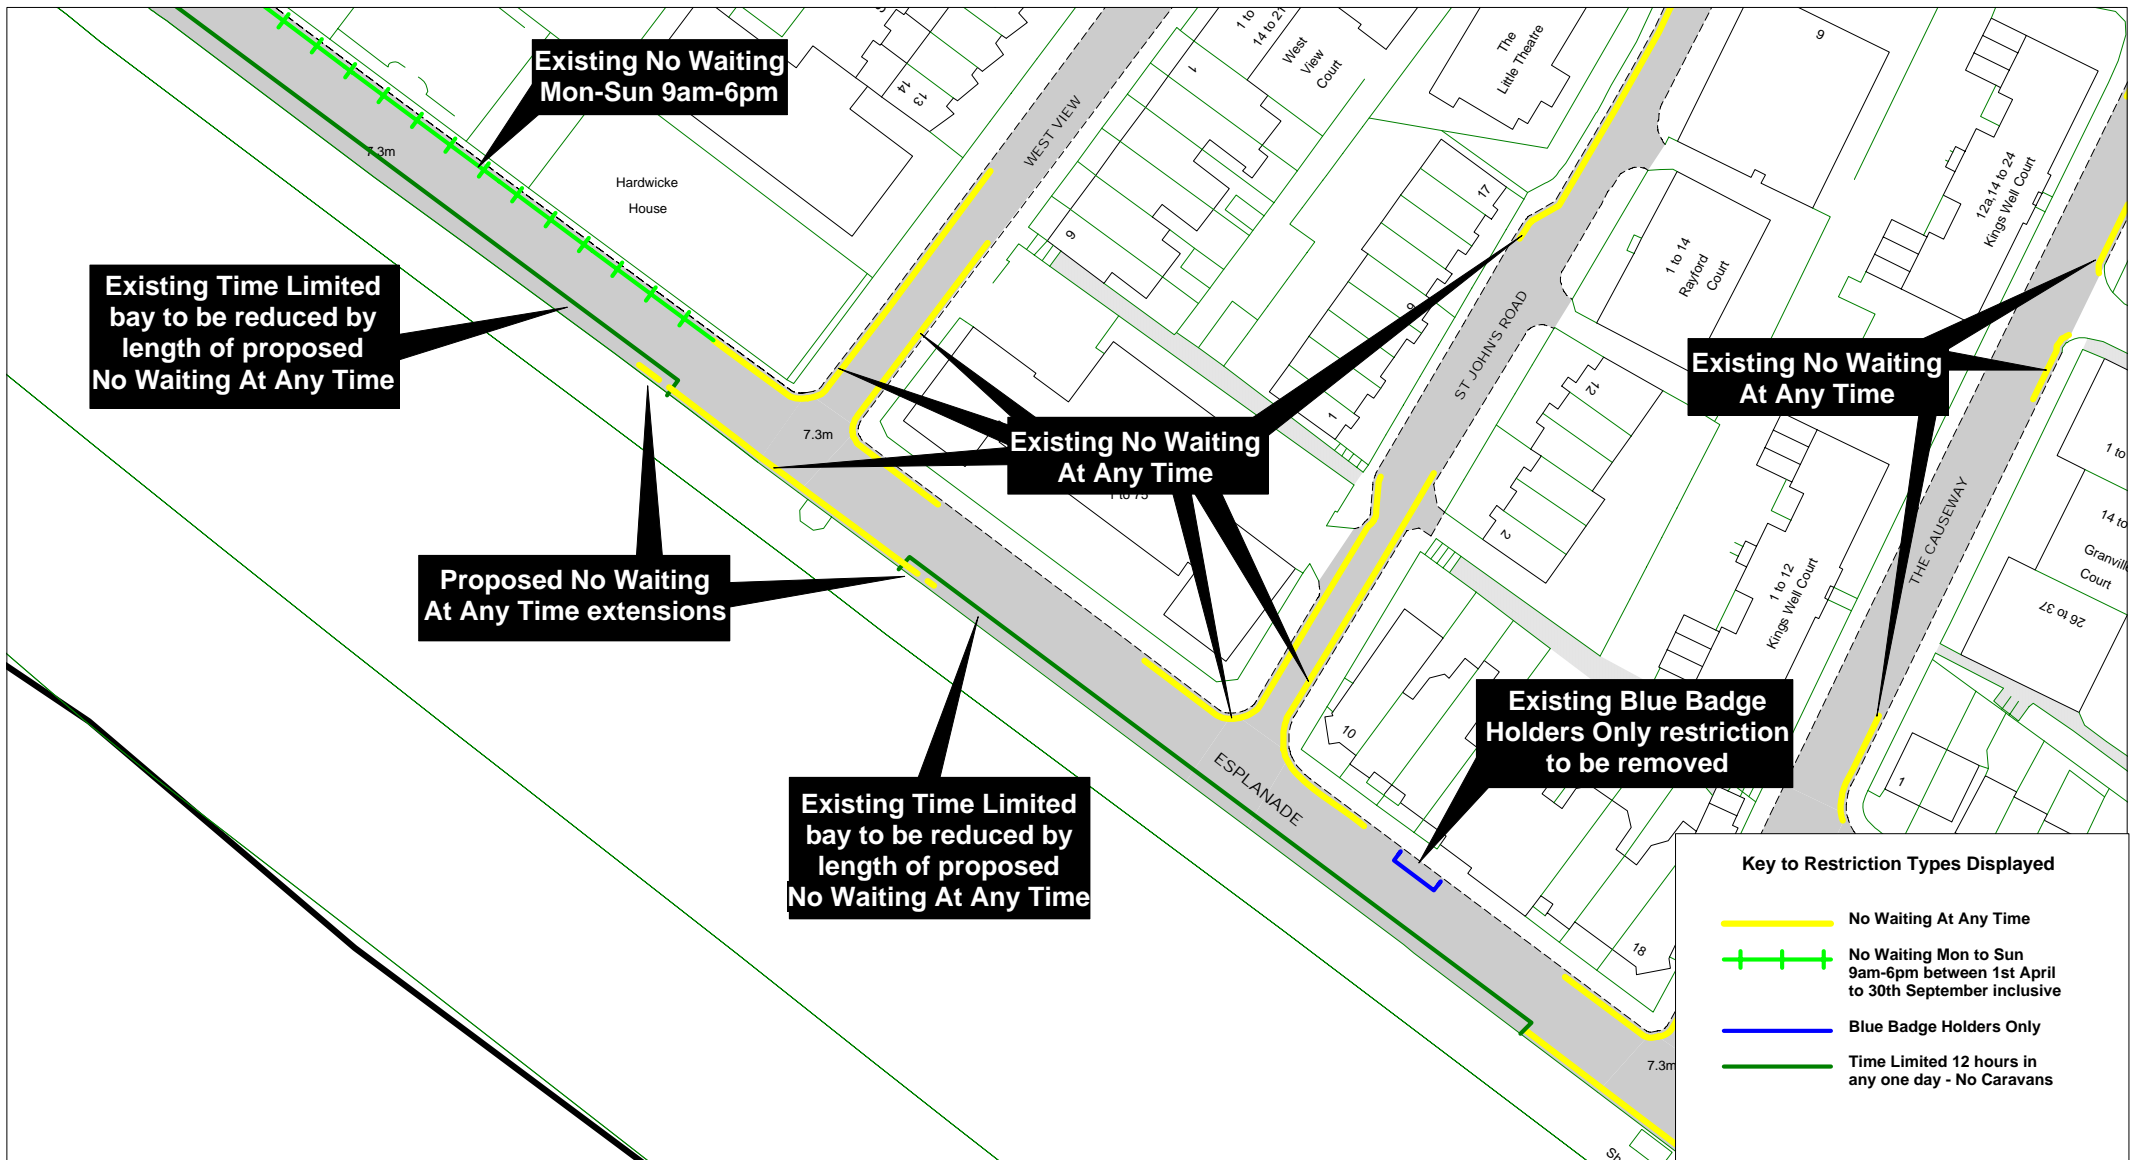 Existing No Waiting
Mon-Sun 9am-6pm
7.3m
Hardwicke
House
14
13
WEST VIEW
1
9
1 to
14 to 21
West
View
Court
The
Little Theatre
9
17
9
1
ST JOHN'S ROAD
1 to 14
Rayford
Court
12a,14 to 24
Kings Well Court
Existing Time Limited
bay to be reduced by
length of proposed
No Waiting At Any Time
Existing No Waiting
At Any Time
Existing No Waiting
At Any Time
1 to 75
7.3m
12
2
THE CAUSEWAY
1 to
14 to
Court
26 to 37
1 to 12
Kings Well Court
Proposed No Waiting
At Any Time extensions
Existing Blue Badge
Holders Only restriction
to be removed
10
1
ESPLANADE
Existing Time Limited
bay to be reduced by
length of proposed
No Waiting At Any Time
18
7.3m
Key to Restriction Types Displayed
No Waiting At Any Time
No Waiting Mon to Sun
9am-6pm between 1st April
to 30th September inclusive
Blue Badge Holders Only
Time Limited 12 hours in
any one day - No Caravans